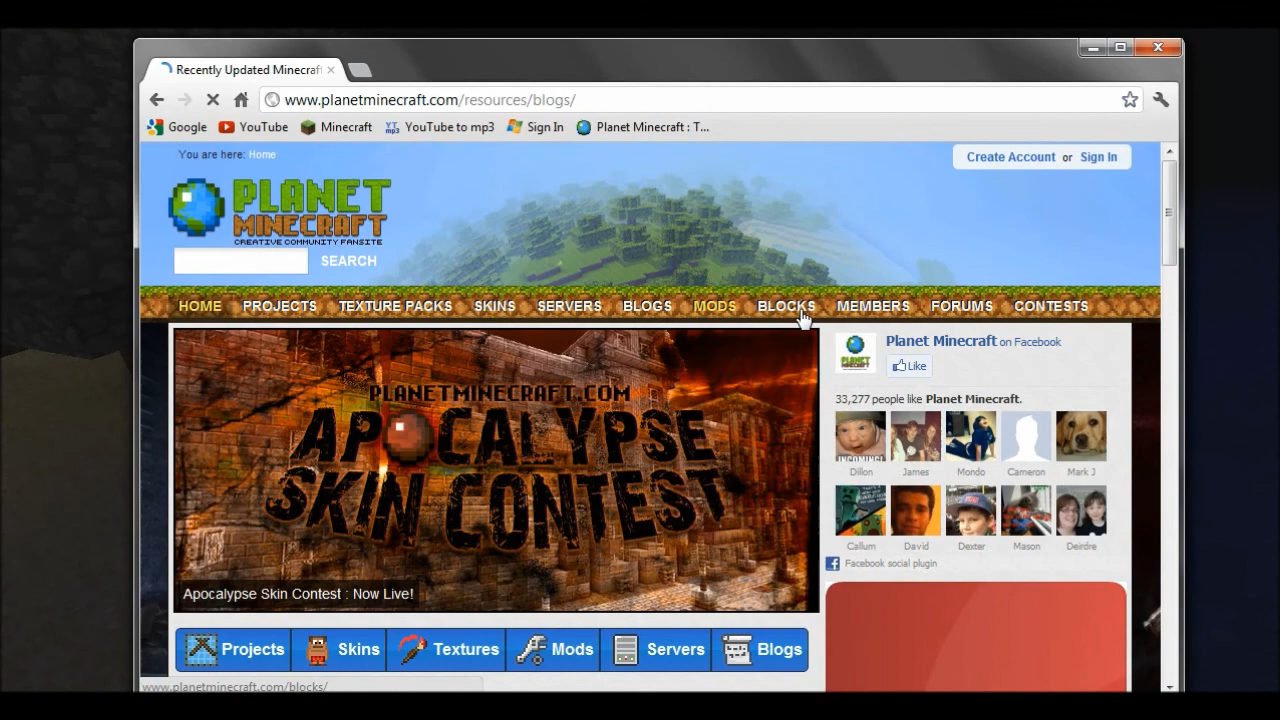 Recently Updated Minecraft
www.planetminecraft.com/resources/blogs/
Google YouTube Minecraft YT mp3 YouTube to mp3 Sign In Planet Minecraft : T...
You are here: Home
Create Account or Sign In
PLANET
MINECRAFT
CREATIVE COMMUNITY FANSITE
SEARCH
HOME PROJECTS TEXTURE PACKS SKINS SERVERS BLOGS MODS BLOCKS MEMBERS FORUMS CONTESTS
PLANETMINECRAFT.COM
APOCALYPSE
SKIN CONTEST
Apocalypse Skin Contest : Now Live!
Planet Minecraft on Facebook
Like
33,277 people like Planet Minecraft.
INCOMING!
Dillon James Mondo Cameron Mark J
Callum David Dexter Mason Deirdre
Facebook social plugin
Projects Skins Textures Mods Servers Blogs
www.planetminecraft.com/blocks/